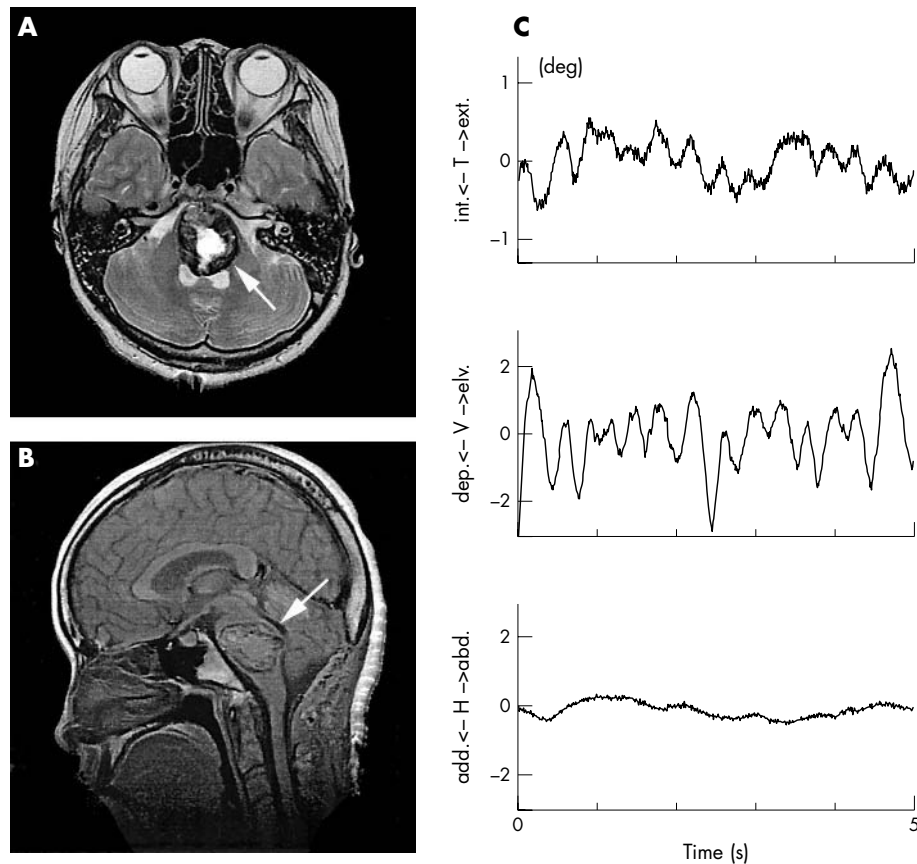 A
B
C
(deg)
int.<– T –>ext.
1
0
–1
dep.<– V –>elv.
2
0
–2
add.<– H –>abd.
2
0
–2
0
5
Time (s)